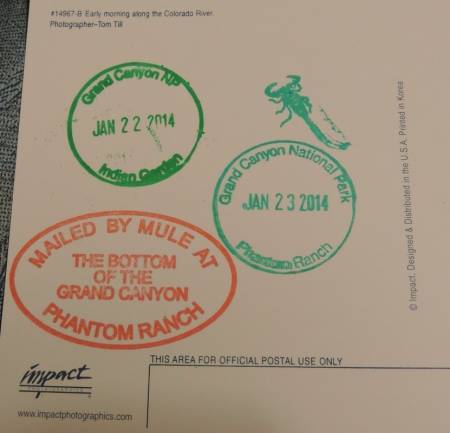 #14967-B Early morning along the Colorado River.
Photographer–Tom Till
Grand Canyon NP
JAN 22 2014
Indian Garden
Grand Canyon National Park
JAN 23 2014
Phantom Ranch
MAILED BY MULE AT
THE BOTTOM
OF THE
GRAND CANYON
PHANTOM RANCH
© Impact, Designed & Distributed in the U.S.A. Printed in Korea
THIS AREA FOR OFFICIAL POSTAL USE ONLY
impact
PHOTOGRAPHICS
www.impactphotographics.com